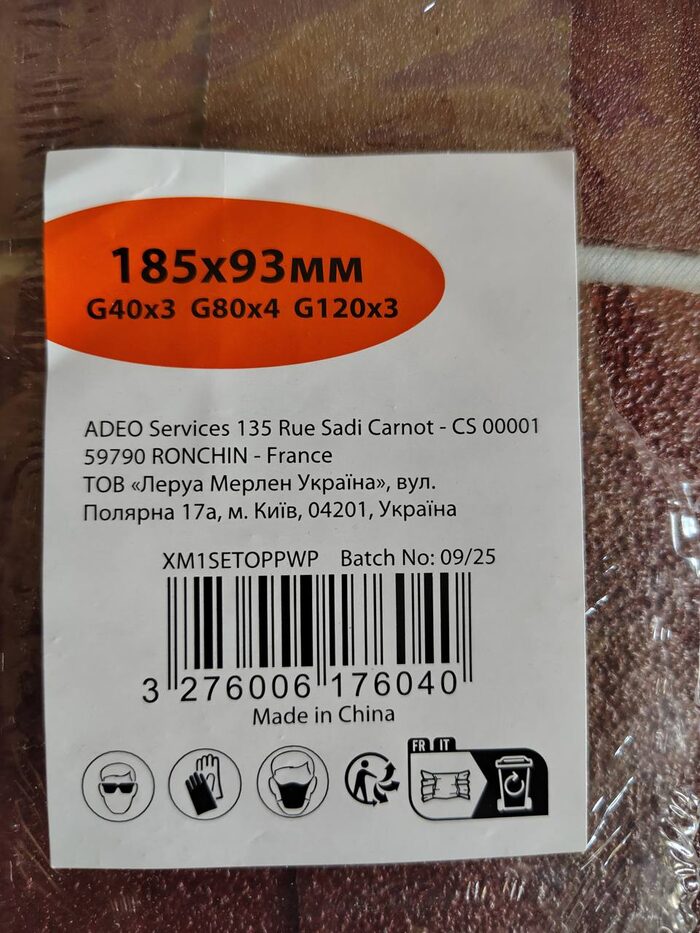 185x93мм
G40x3 G80x4 G120x3
ADEO Services 135 Rue Sadi Carnot - CS 00001
59790 RONCHIN - France
ТОВ «Леруа Мерлен Україна», вул.
Полярна 17а, м. Київ, 04201, Україна
XM1SETOPPWP Batch No: 09/25
3 276006 176040
Made in China
FR IT